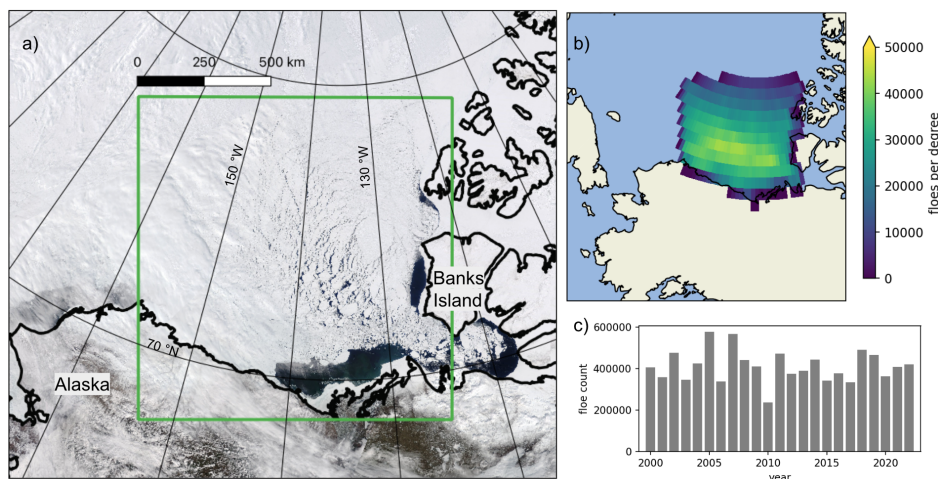 a)
0 250 500 km
150 °W
130 °W
Banks
Island
70 °N
Alaska
b)
50000
40000
30000
20000
10000
0
floes per degree
c)
600000
400000
200000
0
floe count
2000 2005 2010 2015 2020
year